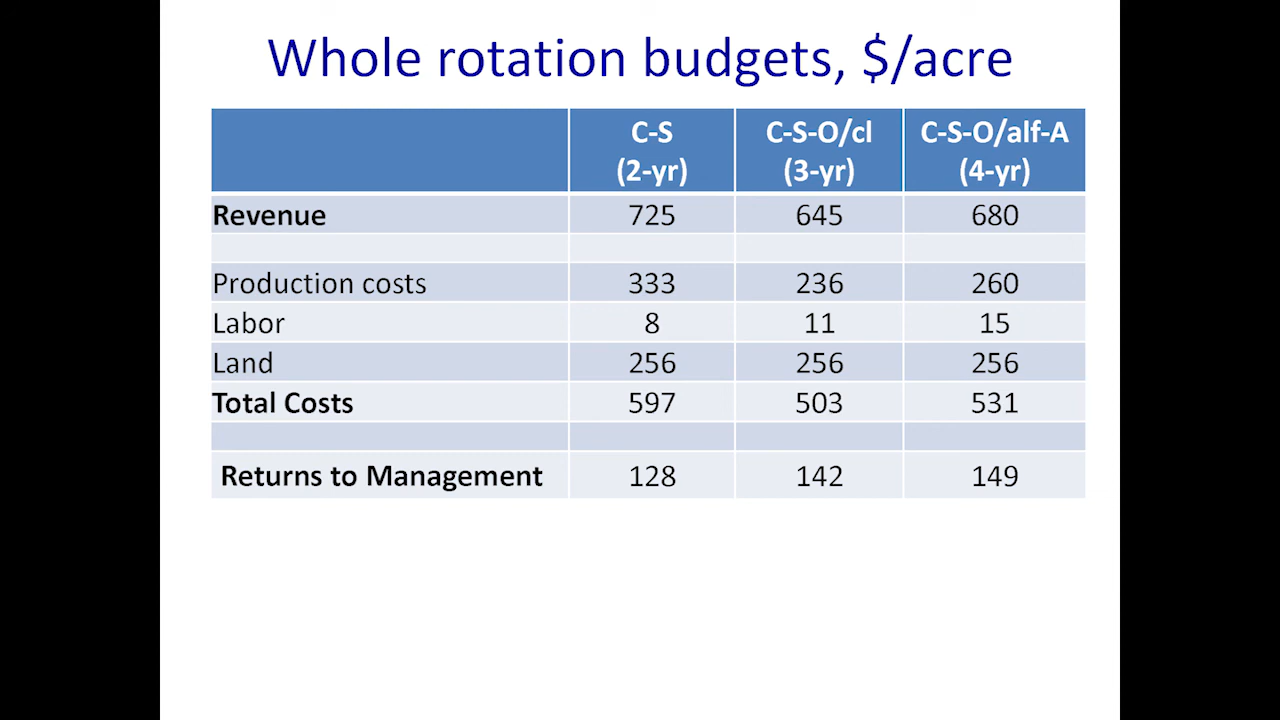 Whole rotation budgets, $/acre
C-S C-S-O/cl C-S-O/alf-A
(2-yr) (3-yr) (4-yr)
Revenue 725 645 680
Production costs 333 236 260
Labor 8 11 15
Land 256 256 256
Total Costs 597 503 531
Returns to Management 128 142 149